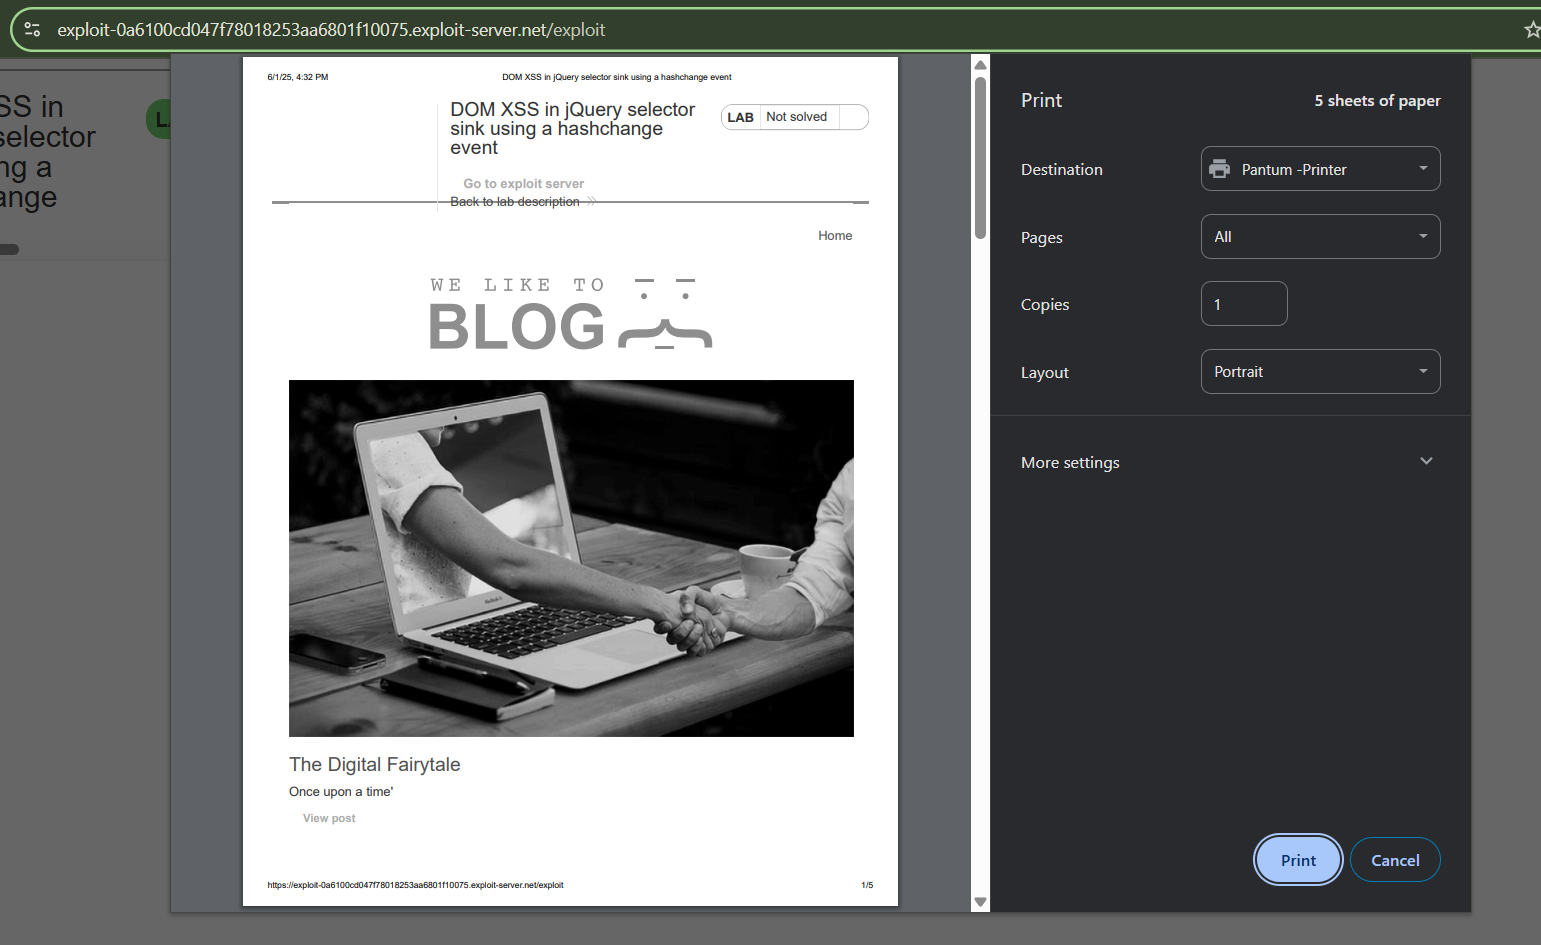 exploit-0a6100cd047f78018253aa6801f10075.exploit-server.net/exploit
SS in
selector
ng a
ange
L
6/1/25, 4:32 PM
DOM XSS in jQuery selector sink using a hashchange event
DOM XSS in jQuery selector
sink using a hashchange
event
LAB Not solved
Go to exploit server
Back to lab description
Home
WE LIKE TO
BLOG
The Digital Fairytale
Once upon a time'
View post
https://exploit-0a6100cd047f78018253aa6801f10075.exploit-server.net/exploit
1/5
Print
5 sheets of paper
Destination
Pantum -Printer
Pages
All
Copies
1
Layout
Portrait
More settings
Print
Cancel